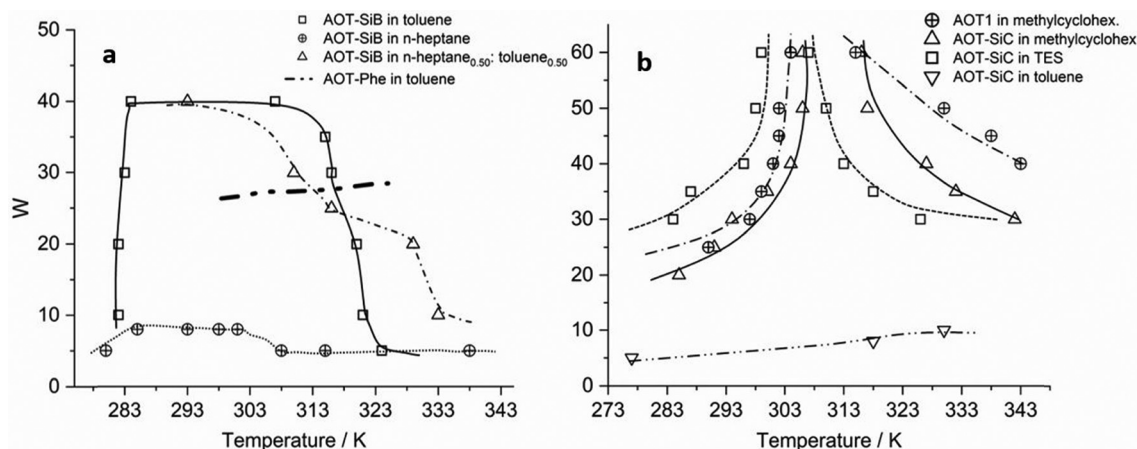 a
AOT-SiB in toluene
AOT-SiB in n-heptane
AOT-SiB in n-heptane0.50: toluene0.50
AOT-Phe in toluene
50
40
30
20
10
0
W
283 293 303 313 323 333 343
Temperature / K
b
AOT1 in methylcyclohex.
AOT-SiC in methylcyclohex
AOT-SiC in TES
AOT-SiC in toluene
60
50
40
30
20
10
0
273 283 293 303 313 323 333 343
Temperature / K